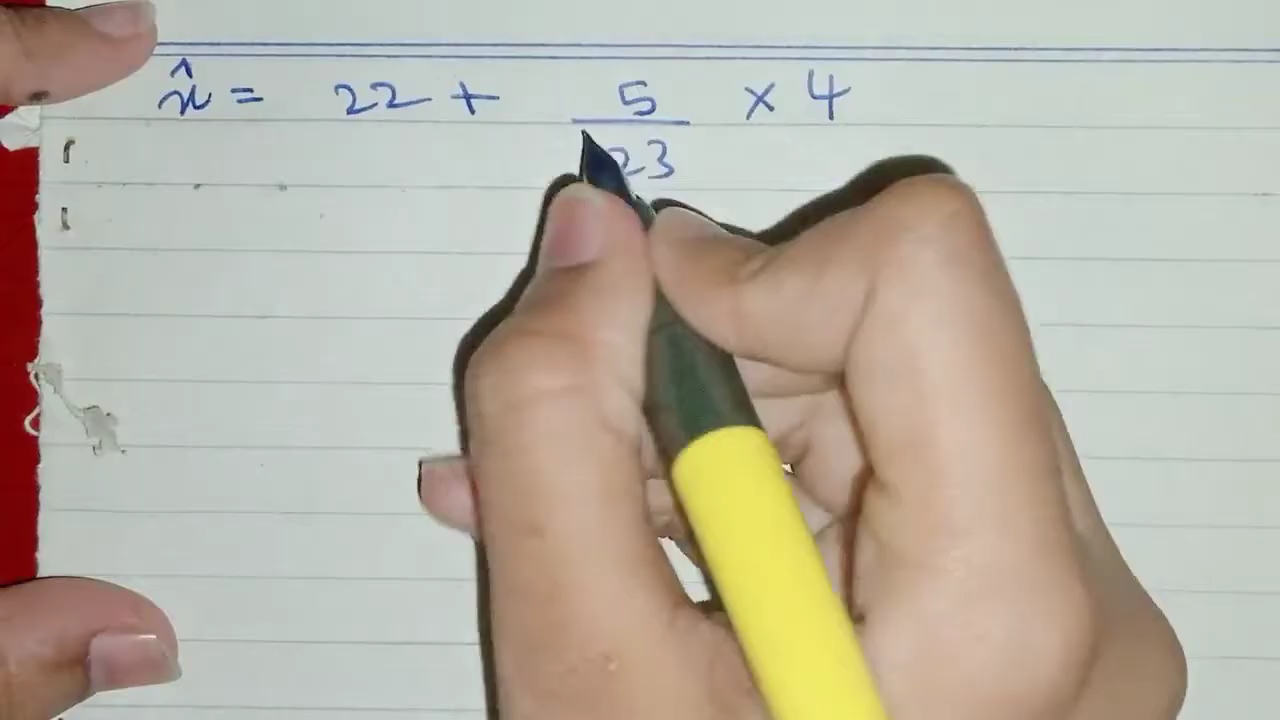 x̂ = 22 + 5/23 × 4